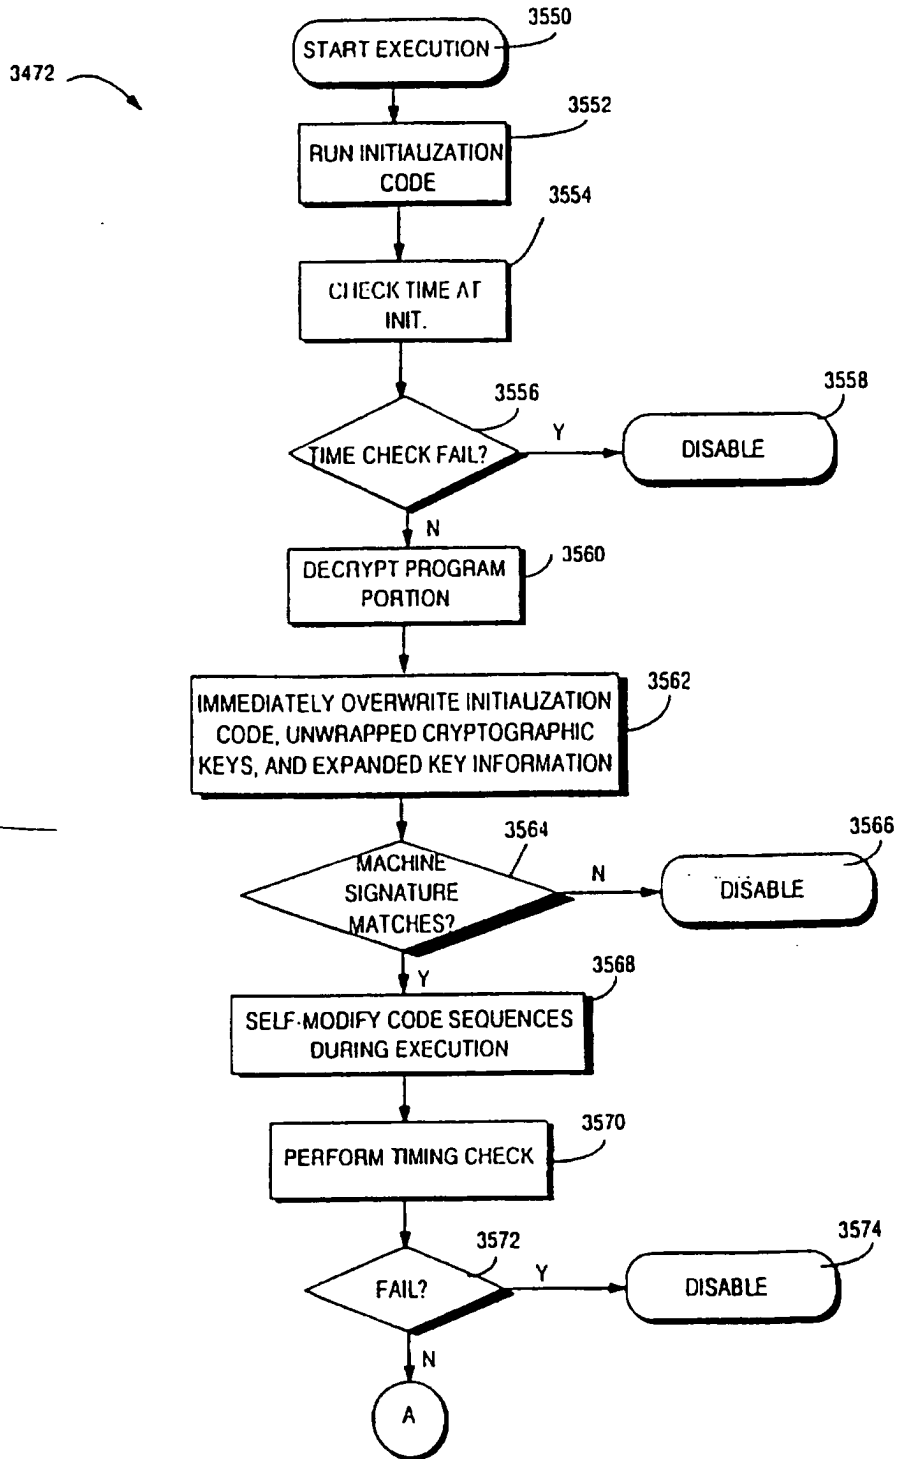 3472
START EXECUTION
3550
RUN INITIALIZATION
CODE
3552
CHECK TIME AT
INIT.
3554
TIME CHECK FAIL?
3556
Y
DISABLE
3558
N
DECRYPT PROGRAM
PORTION
3560
IMMEDIATELY OVERWRITE INITIALIZATION
CODE, UNWRAPPED CRYPTOGRAPHIC
KEYS, AND EXPANDED KEY INFORMATION
3562
MACHINE
SIGNATURE
MATCHES?
3564
N
DISABLE
3566
Y
SELF-MODIFY CODE SEQUENCES
DURING EXECUTION
3568
PERFORM TIMING CHECK
3570
FAIL?
3572
Y
DISABLE
3574
N
A